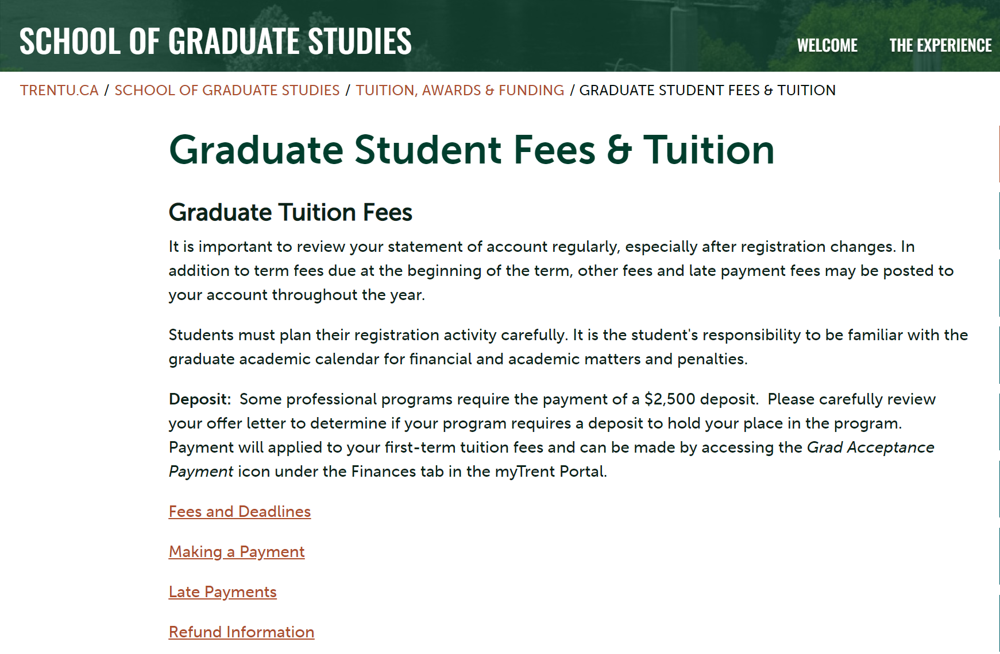 SCHOOL OF GRADUATE STUDIES
WELCOME
THE EXPERIENCE
TRENTU.CA / SCHOOL OF GRADUATE STUDIES / TUITION, AWARDS & FUNDING / GRADUATE STUDENT FEES & TUITION
Graduate Student Fees & Tuition
Graduate Tuition Fees
It is important to review your statement of account regularly, especially after registration changes. In
addition to term fees due at the beginning of the term, other fees and late payment fees may be posted to
your account throughout the year.
Students must plan their registration activity carefully. It is the student's responsibility to be familiar with the
graduate academic calendar for financial and academic matters and penalties.
Deposit:  Some professional programs require the payment of a $2,500 deposit.  Please carefully review
your offer letter to determine if your program requires a deposit to hold your place in the program.
Payment will applied to your first-term tuition fees and can be made by accessing the Grad Acceptance
Payment icon under the Finances tab in the myTrent Portal.
Fees and Deadlines
Making a Payment
Late Payments
Refund Information